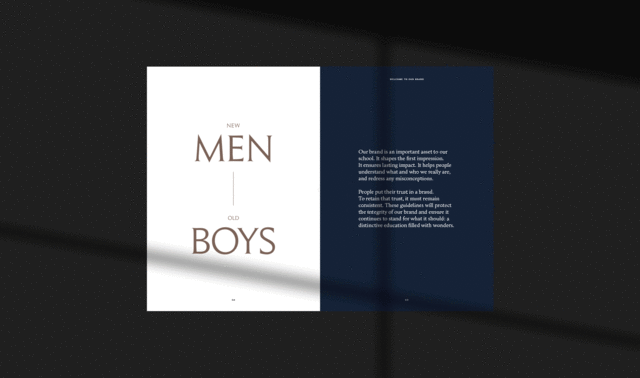 NEW
MEN
OLD
BOYS
WELCOME TO OUR BRAND
Our brand is an important asset to our
school. It shapes the first impression.
It ensures lasting impact. It helps people
understand what and who we really are,
and redress any misconceptions.
People put their trust in a brand.
To retain that trust, it must remain
consistent. These guidelines will protect
the integrity of our brand and ensure it
continues to stand for what it should: a
distinctive education filled with wonders.